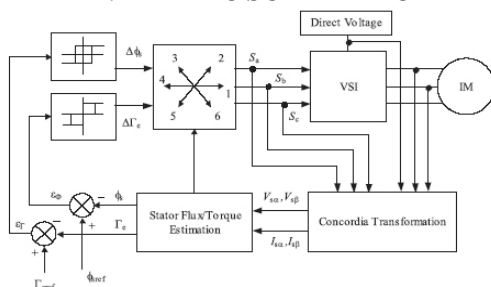 Direct Voltage
Δϕs
3 2
4 1
5 6
Sa
Sb
Sc
VSI
IM
ΔΓe
εΦ
ϕs
Stator Flux/Torque
Estimation
Vsα,Vsβ
Isα,Isβ
Concordia Transformation
εΓ
Γe
− + − +
ϕsref